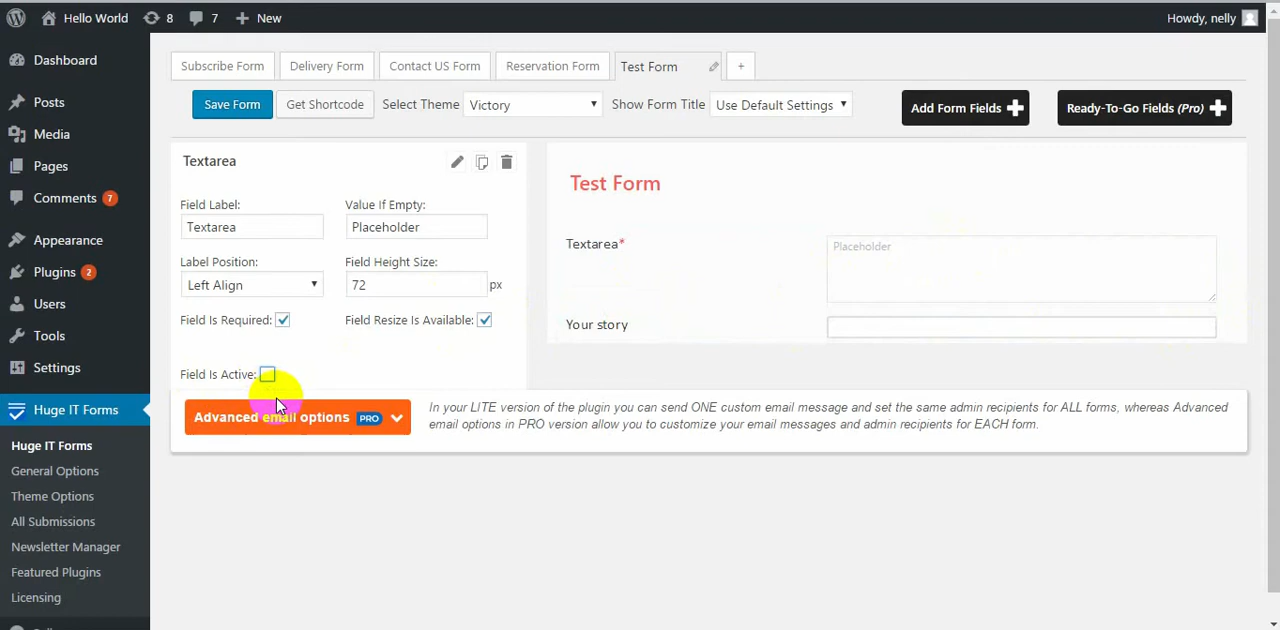 Hello World 8 7 New Howdy, nelly
Dashboard
Posts
Media
Pages
Comments 7
Appearance
Plugins 2
Users
Tools
Settings
Huge IT Forms
Huge IT Forms
General Options
Theme Options
All Submissions
Newsletter Manager
Featured Plugins
Licensing
Subscribe Form Delivery Form Contact US Form Reservation Form Test Form +
Save Form Get Shortcode Select Theme Victory Show Form Title Use Default Settings Add Form Fields Ready-To-Go Fields (Pro)
Textarea
Field Label: Value If Empty:
Textarea Placeholder
Label Position: Field Height Size:
Left Align 72 px
Field Is Required: Field Resize Is Available:
Field Is Active:
Test Form
Textarea* Placeholder
Your story
Advanced email options PRO
In your LITE version of the plugin you can send ONE custom email message and set the same admin recipients for ALL forms, whereas Advanced
email options in PRO version allow you to customize your email messages and admin recipients for EACH form.